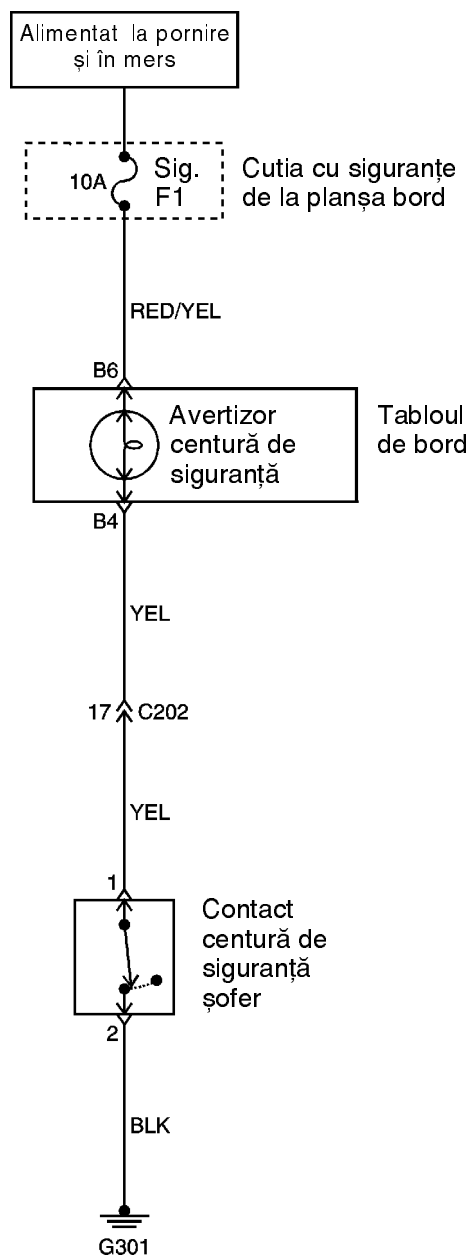 Alimentat la pornire
și în mers
10A
Sig.
F1
Cutia cu siguranțe
de la planșa bord
RED/YEL
B6
Avertizor
centură de
siguranță
Tabloul
de bord
B4
YEL
17
C202
YEL
1
Contact
centură de
siguranță
șofer
2
BLK
G301